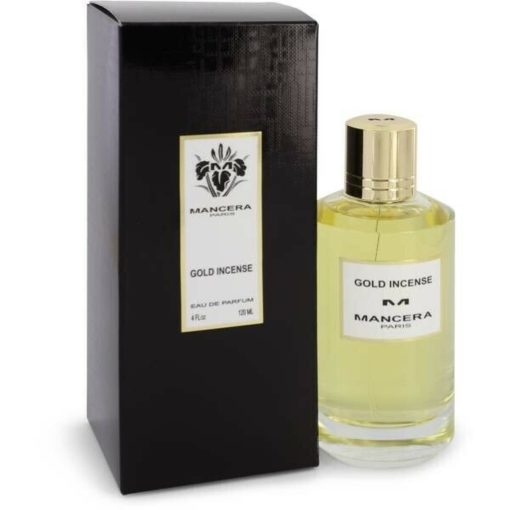 MANCERA
PARIS
GOLD INCENSE
EAU DE PARFUM
4 Fl.oz 120 ML
GOLD INCENSE
MANCERA
PARIS